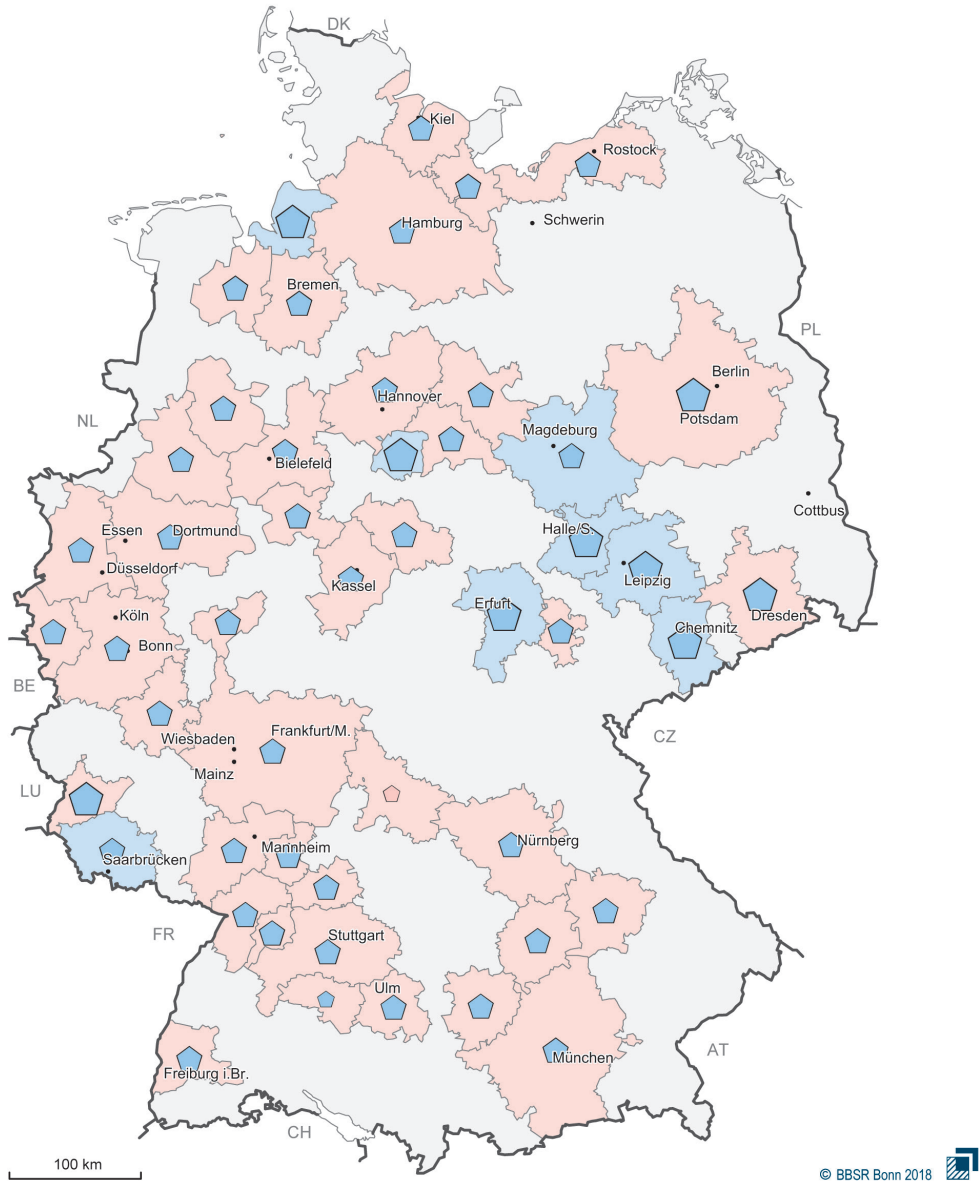 DK
Kiel
Rostock
Schwerin
Hamburg
Bremen
PL
Berlin
Hannover
Potsdam
NL
Magdeburg
Bielefeld
Cottbus
Essen
Dortmund
Halle/S.
Düsseldorf
Leipzig
Kassel
Erfurt
Köln
Dresden
Chemnitz
Bonn
BE
Frankfurt/M.
Wiesbaden
CZ
Mainz
LU
Nürnberg
Mannheim
Saarbrücken
FR
Stuttgart
Ulm
AT
München
Freiburg i.Br.
CH
100 km
© BBSR Bonn 2018